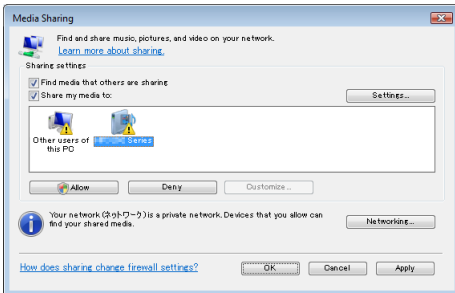 Media Sharing
Find and share music, pictures, and video on your network.
Learn more about sharing.
Sharing settings
Find media that others are sharing
Share my media to:
Settings...
Other users of
this PC
Series
Allow
Deny
Customize...
Your network (ネットワーク) is a private network. Devices that you allow can
find your shared media.
Networking...
How does sharing change firewall settings?
OK
Cancel
Apply